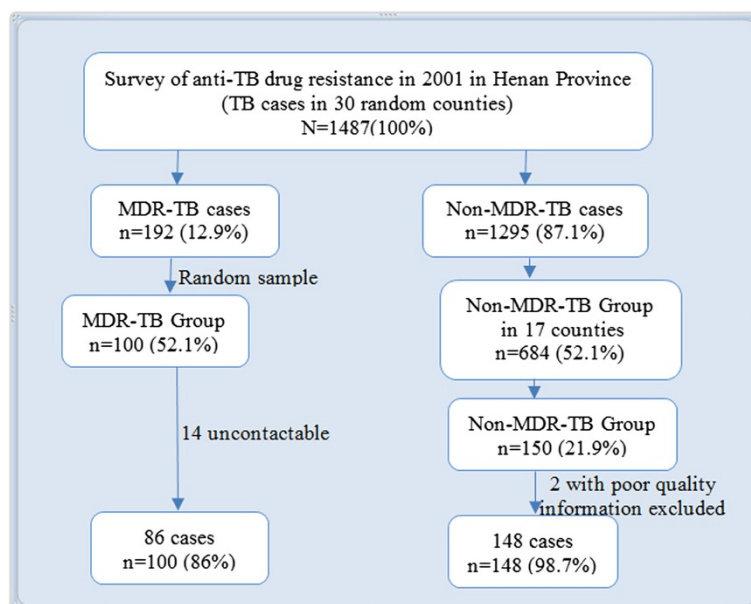 Survey of anti-TB drug resistance in 2001 in Henan Province
(TB cases in 30 random counties)
N=1487(100%)
MDR-TB cases
n=192 (12.9%)
Non-MDR-TB cases
n=1295 (87.1%)
Random sample
MDR-TB Group
n=100 (52.1%)
Non-MDR-TB Group
in 17 counties
n=684 (52.1%)
Non-MDR-TB Group
n=150 (21.9%)
14 uncontactable
2 with poor quality
information excluded
86 cases
n=100 (86%)
148 cases
n=148 (98.7%)